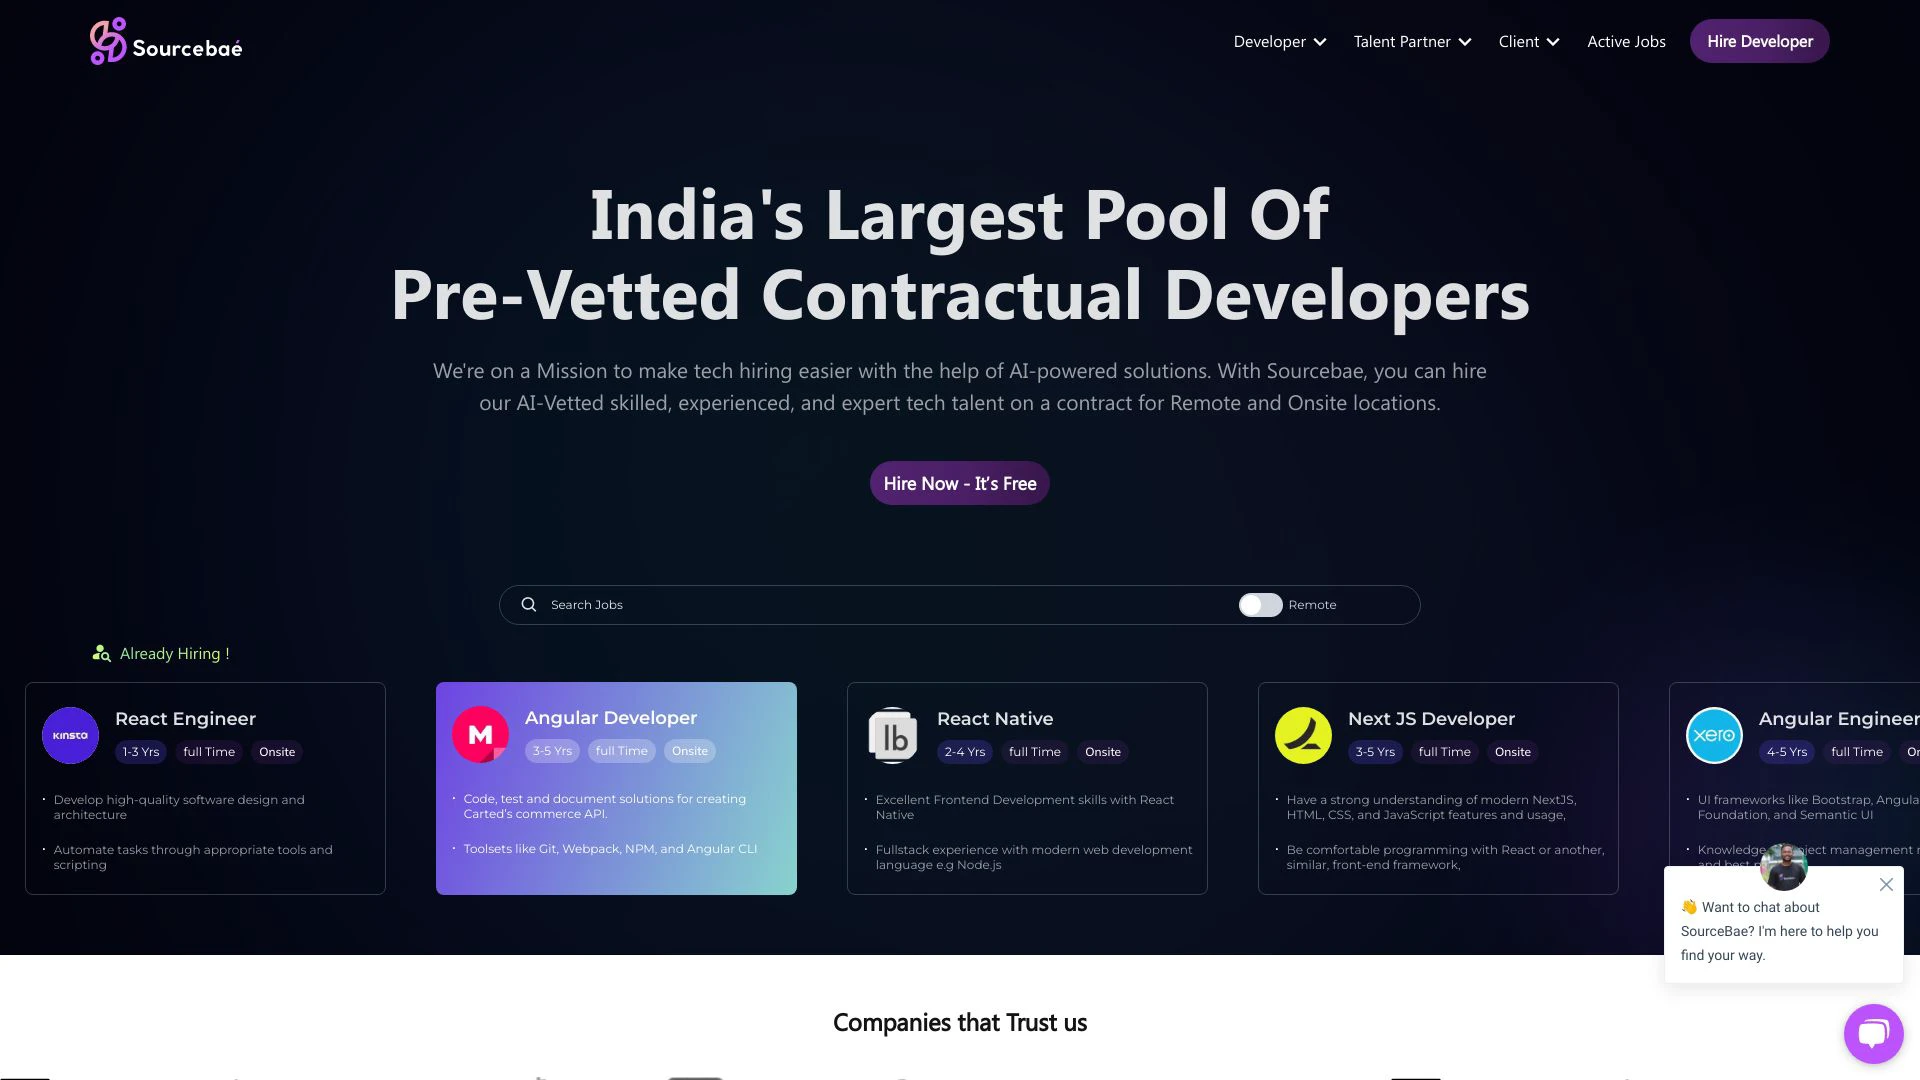 Sourcebaé
Developer
Talent Partner
Client
Active Jobs
Hire Developer
India's Largest Pool Of
Pre-Vetted Contractual Developers
We're on a Mission to make tech hiring easier with the help of AI-powered solutions. With Sourcebae, you can hire
our AI-Vetted skilled, experienced, and expert tech talent on a contract for Remote and Onsite locations.
Hire Now - It's Free
Search Jobs
Remote
Already Hiring !
KINSTA
React Engineer
1-3 Yrs full Time Onsite
· Develop high-quality software design and
architecture
· Automate tasks through appropriate tools and
scripting
M
Angular Developer
3-5 Yrs full Time Onsite
· Code, test and document solutions for creating
Carted's commerce API.
· Toolsets like Git, Webpack, NPM, and Angular CLI
lb
React Native
2-4 Yrs full Time Onsite
· Excellent Frontend Development skills with React
Native
· Fullstack experience with modern web development
language e.g Node.js
Next JS Developer
3-5 Yrs full Time Onsite
· Have a strong understanding of modern NextJS,
HTML, CSS, and JavaScript features and usage,
· Be comfortable programming with React or another,
similar, front-end framework,
xero
Angular Engineer
4-5 Yrs full Time On
· UI frameworks like Bootstrap, Angula
Foundation, and Semantic UI
· Knowledge management
and best
👋 Want to chat about
SourceBae? I'm here to help you
find your way.
Companies that Trust us